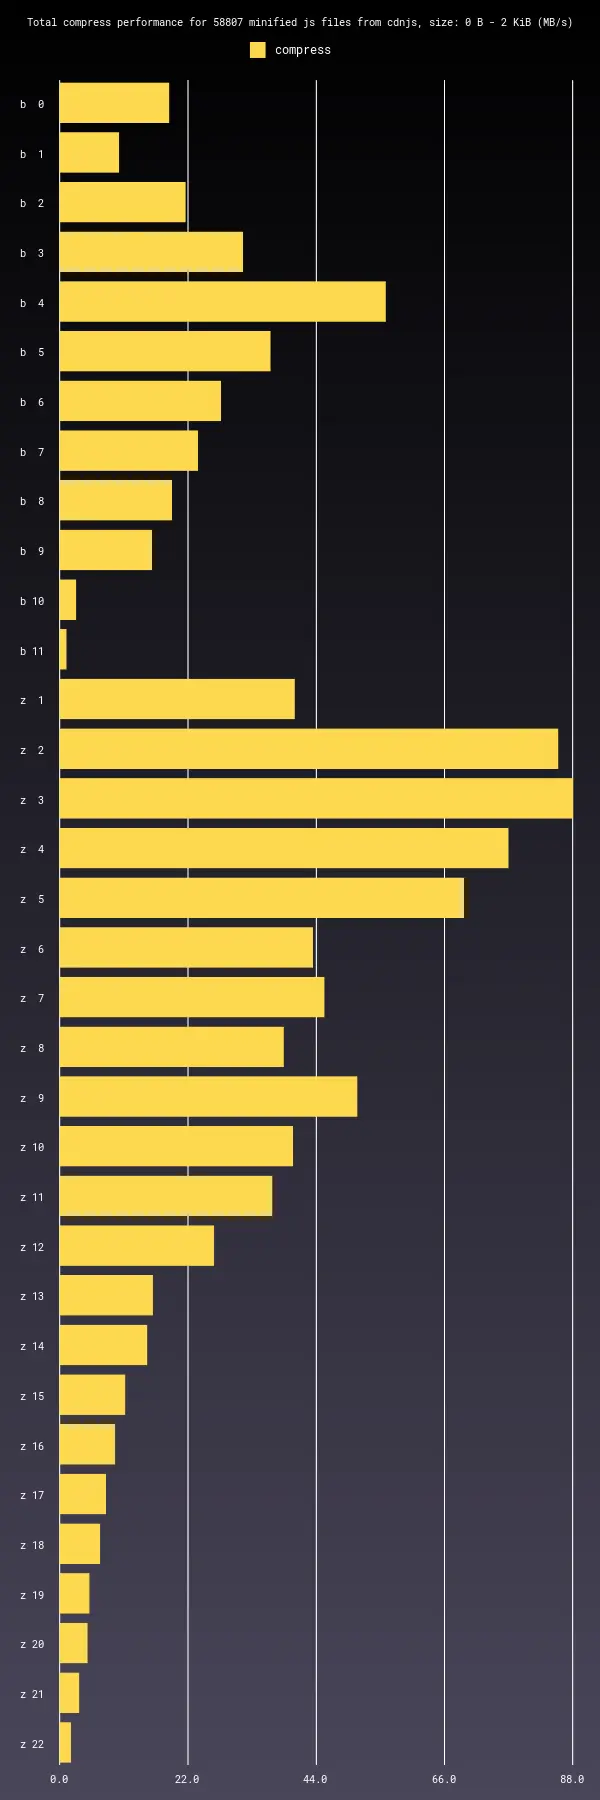 Total compress performance for 58807 minified js files from cdnjs, size: 0 B - 2 KiB (MB/s)
compress
b 0
b 1
b 2
b 3
b 4
b 5
b 6
b 7
b 8
b 9
b 10
b 11
z 1
z 2
z 3
z 4
z 5
z 6
z 7
z 8
z 9
z 10
z 11
z 12
z 13
z 14
z 15
z 16
z 17
z 18
z 19
z 20
z 21
z 22
0.0 22.0 44.0 66.0 88.0